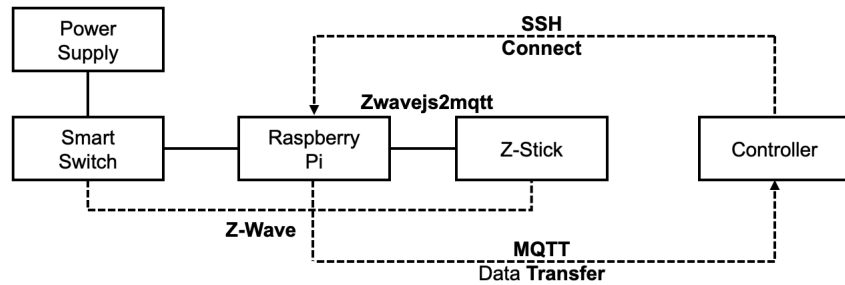 Power
Supply
SSH
Connect
Zwavejs2mqtt
Smart
Switch
Raspberry
Pi
Z-Stick
Controller
Z-Wave
MQTT
Data Transfer